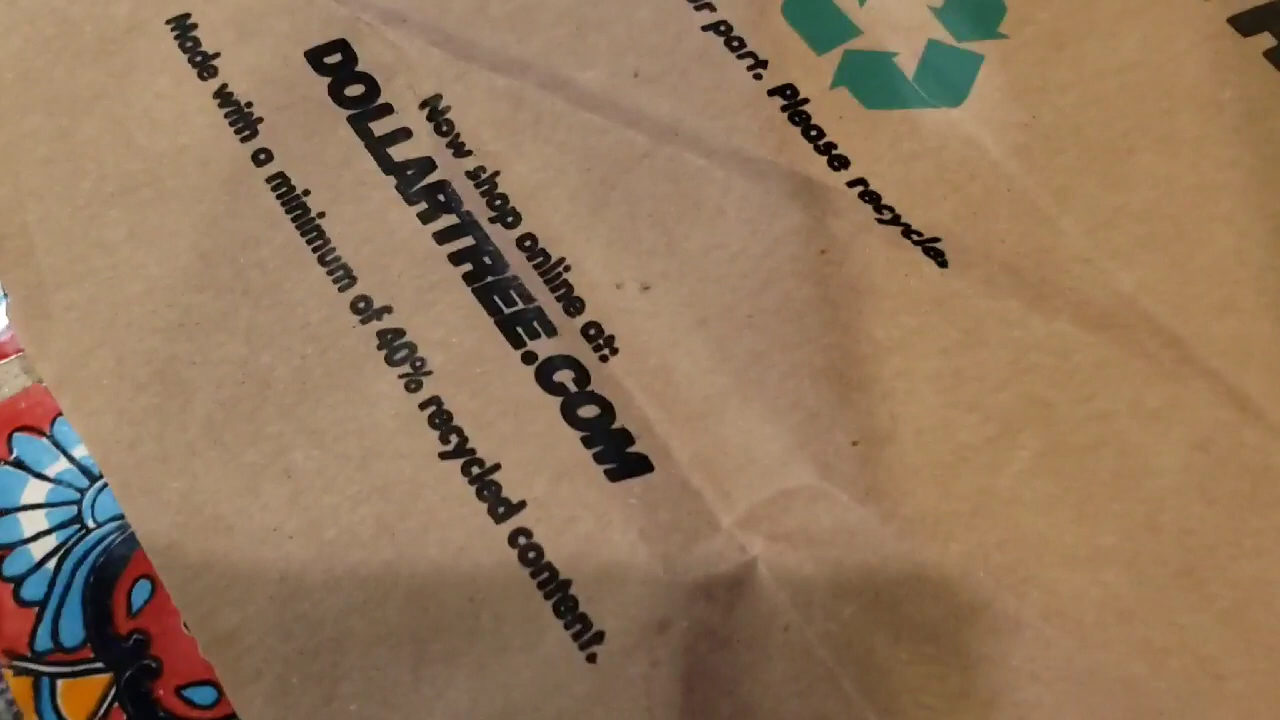 r part. Please recycle.
Now shop online at:
DOLLARTREE.COM
Made with a minimum of 40% recycled content.